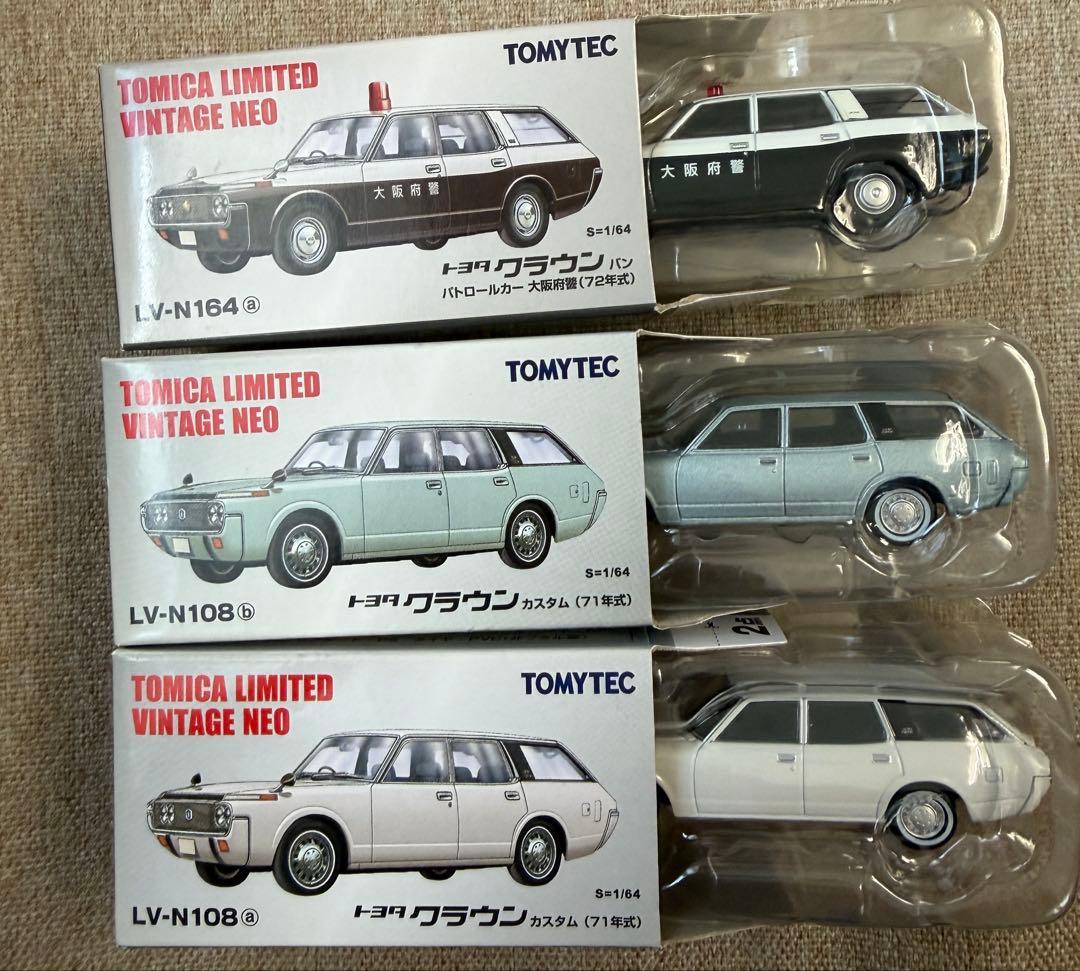 TOMICA LIMITED
VINTAGE NEO
TOMYTEC
大阪府警
S=1/64
トヨタ クラウン バン
パトロールカー 大阪府警(72年式)
LV-N164ⓐ
大阪府警
TOMICA LIMITED
VINTAGE NEO
TOMYTEC
S=1/64
トヨタ クラウン カスタム (71年式)
LV-N108ⓑ
TOMICA LIMITED
VINTAGE NEO
TOMYTEC
S=1/64
トヨタ クラウン カスタム (71年式)
LV-N108ⓐ